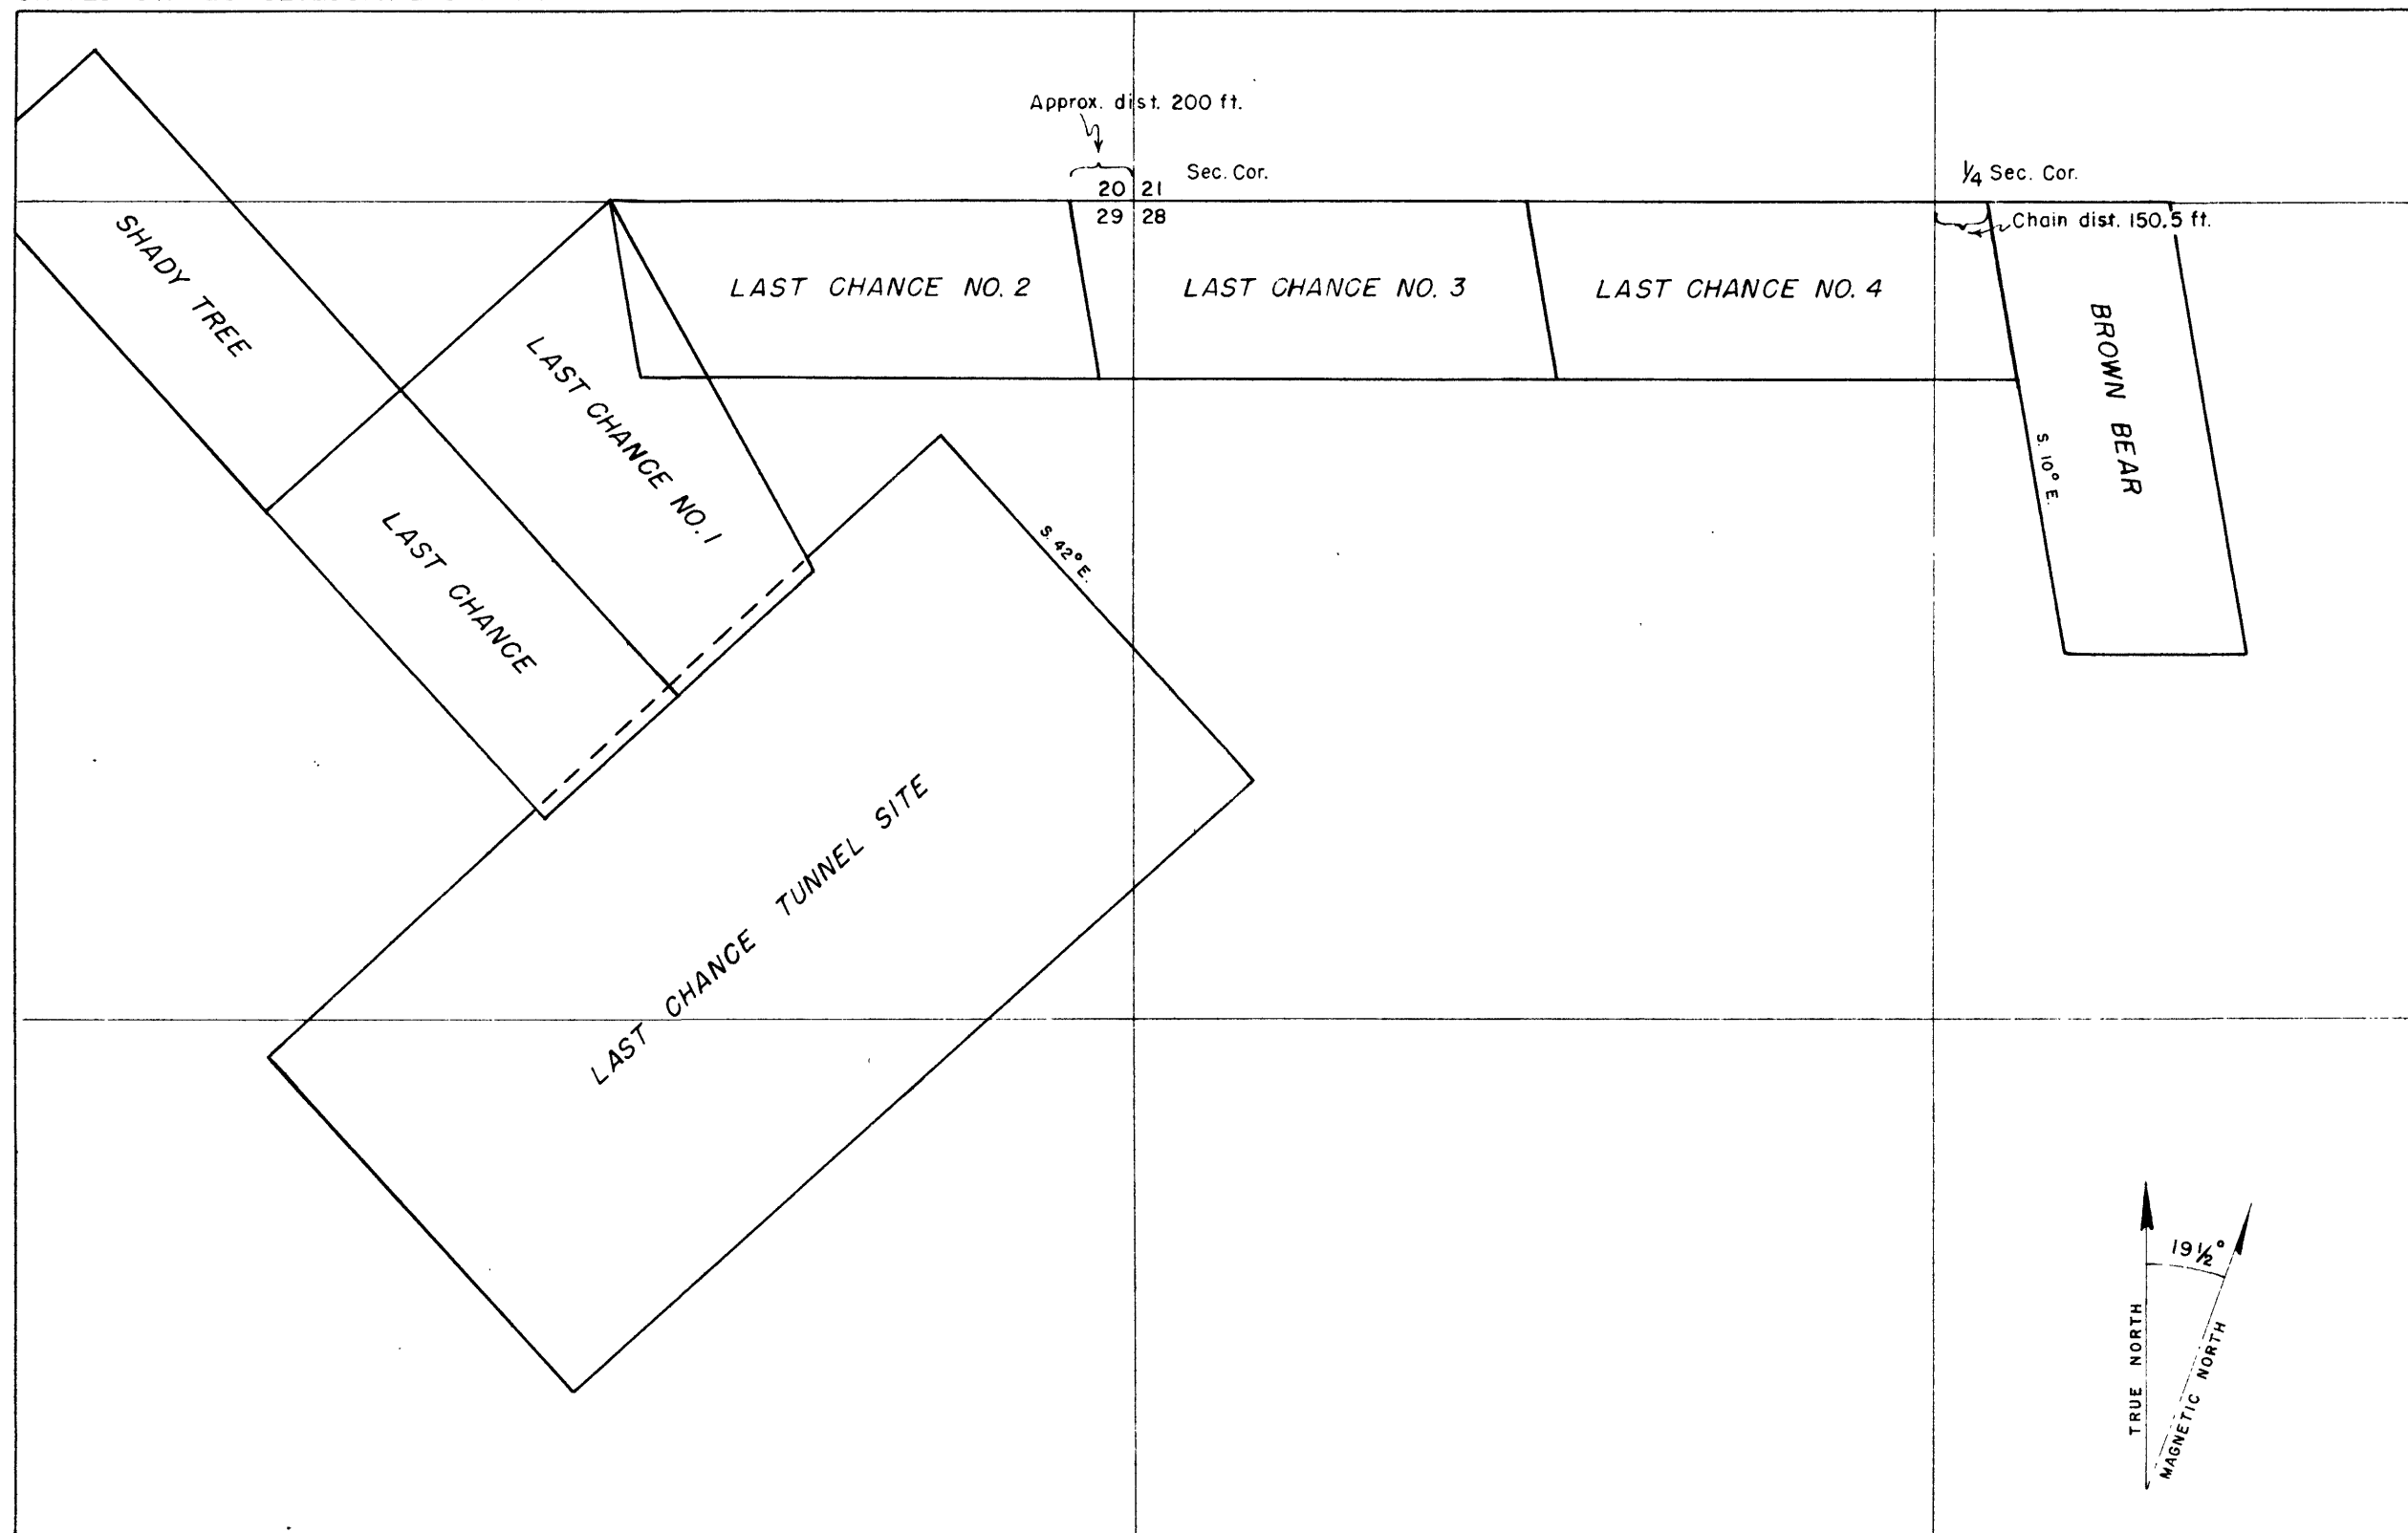 Approx. dist. 200 ft.
Sec. Cor.
1/4 Sec. Cor.
20 21
29 28
Chain dist. 150.5 ft.
SHADY TREE
LAST CHANCE NO. 2
LAST CHANCE NO. 3
LAST CHANCE NO. 4
BROWN BEAR
LAST CHANCE NO. 1
S. 10° E.
LAST CHANCE
S. 42° E.
LAST CHANCE TUNNEL SITE
19 1/2°
TRUE NORTH
MAGNETIC NORTH